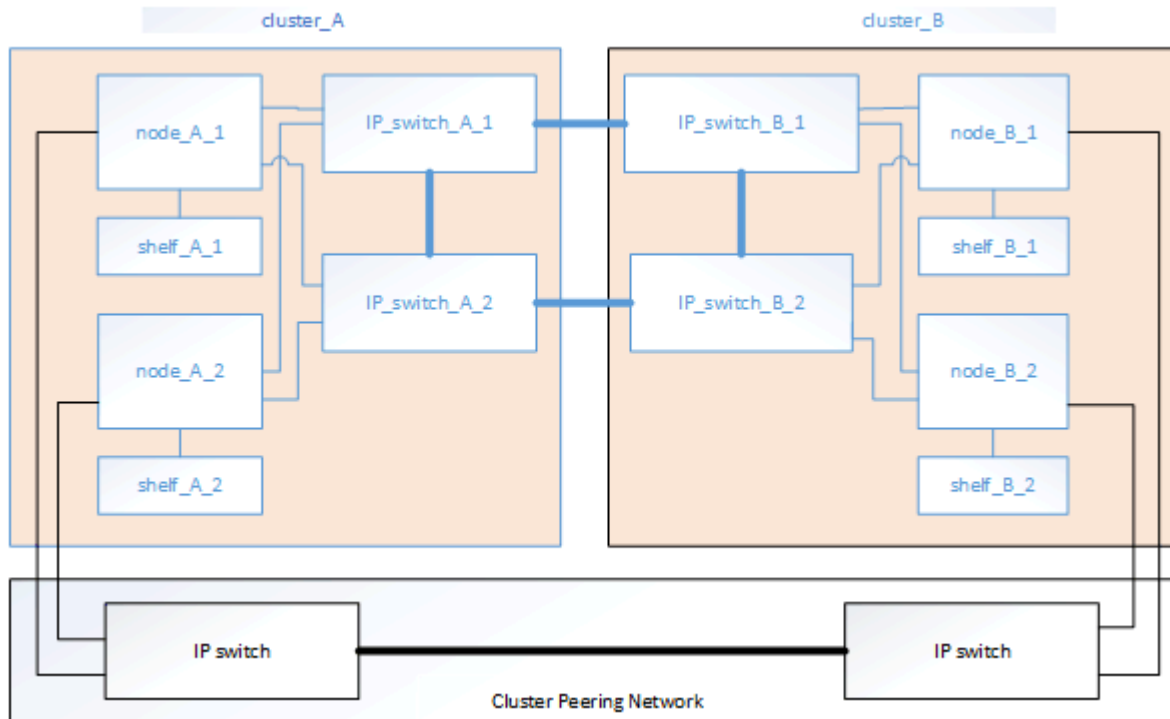 cluster_A
cluster_B
node_A_1
IP_switch_A_1
IP_switch_B_1
node_B_1
shelf_A_1
shelf_B_1
IP_switch_A_2
IP_switch_B_2
node_A_2
node_B_2
shelf_A_2
shelf_B_2
IP switch
IP switch
Cluster Peering Network